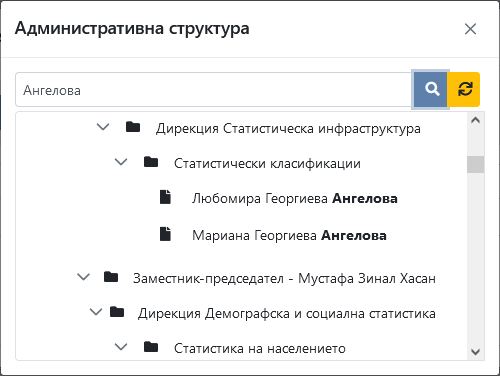 Административна структура
Ангелова
Дирекция Статистическа инфраструктура
Статистически класификации
Любомира Георгиева Ангелова
Мариана Георгиева Ангелова
Заместник-председател - Мустафа Зинал Хасан
Дирекция Демографска и социална статистика
Статистика на населението